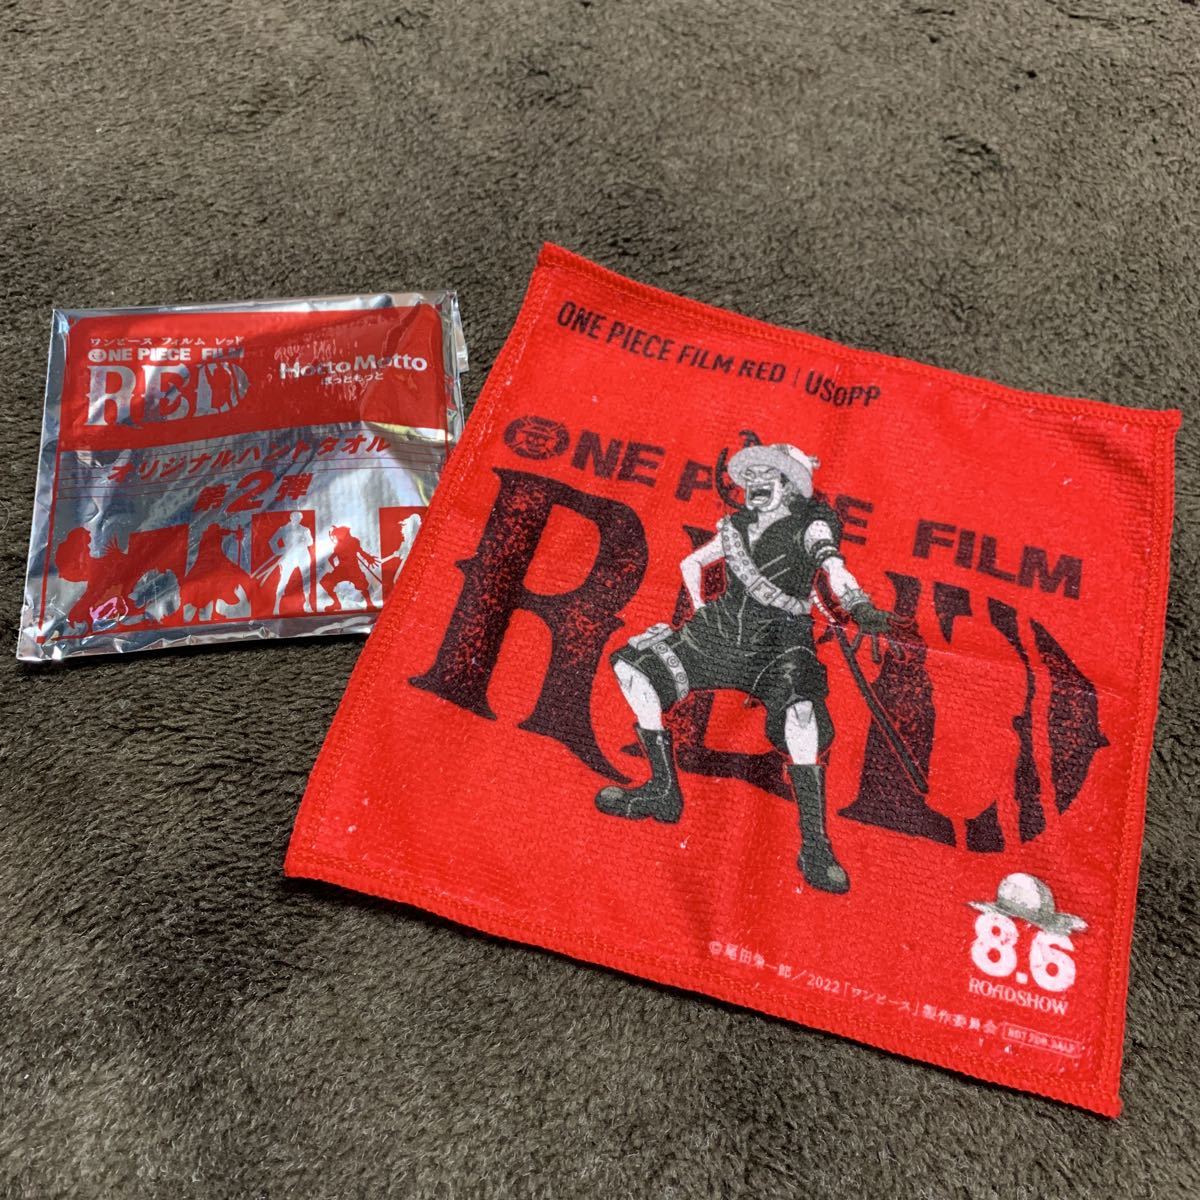 ワンピース フィルム レッド
ONE PIECE FILM
RED
HottoMotto
ほっともっと
オリジナルハンドタオル
第2弾
ONE PIECE FILM RED | USOPP
ONE PIECE FILM
RED
8.6
ROADSHOW
©尾田栄一郎／2022「ワンピース」製作委員会 NOT FOR SALE